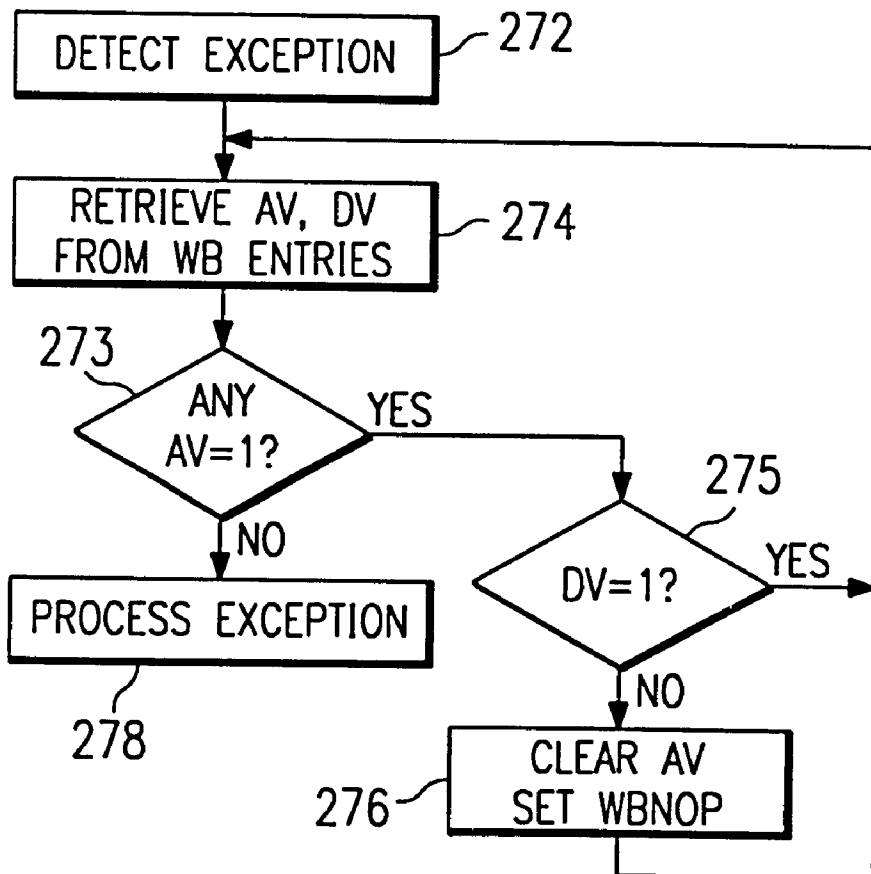 DETECT EXCEPTION
272
RETRIEVE AV, DV
FROM WB ENTRIES
274
273
ANY
AV=1?
YES
NO
275
DV=1?
YES
NO
PROCESS EXCEPTION
278
CLEAR AV
SET WBNOP
276